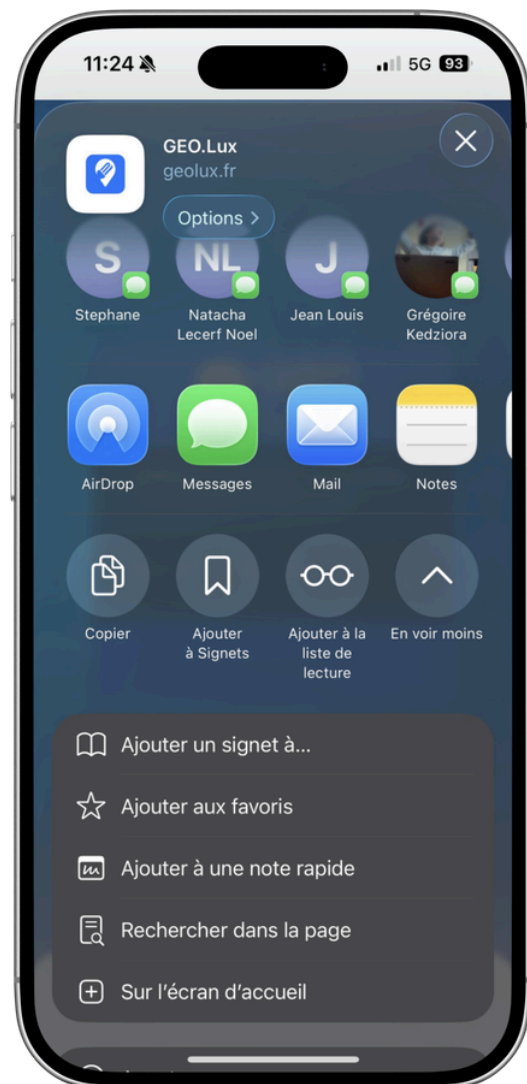 11:24
5G 93
GEO.Lux
geolux.fr
Options >
S
NL
J
Stephane
Natacha
Lecerf Noel
Jean Louis
Grégoire
Kedziora
AirDrop
Messages
Mail
Notes
Copier
Ajouter
à Signets
Ajouter à la
liste de
lecture
En voir moins
Ajouter un signet à...
Ajouter aux favoris
Ajouter à une note rapide
Rechercher dans la page
Sur l'écran d'accueil